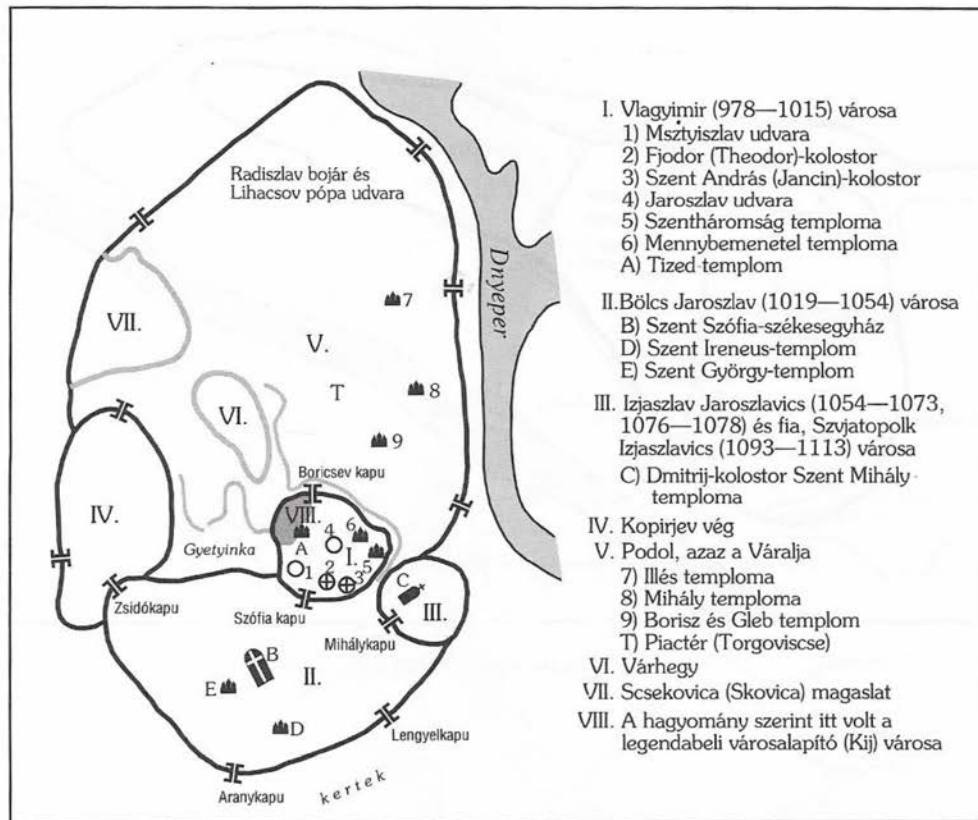 Radiszlav bojár és
Lihacsov pópa udvara
Dnyeper
7
VII.
V.
T
8
VI.
9
Boricsev kapu
IV.
VIII.
4
6
A
I.
5
Gyetyinka
1
2
3
C
Zsidókapu
Szófia kapu
III.
Mihálykapu
B
II.
E
D
Lengyelkapu
Aranykapu
kertek
I. Vlagyimir (978—1015) városa
1) Msztyiszlav udvara
2) Fjodor (Theodor)-kolostor
3) Szent András (Jancin)-kolostor
4) Jaroszlav udvara
5) Szentháromság temploma
6) Mennybemenetel temploma
A) Tized-templom
II. Bölcs Jaroszlav (1019—1054) városa
B) Szent Szófia-székesegyház
D) Szent Ireneus-templom
E) Szent György-templom
III. Izjaszlav Jaroszlavics (1054—1073,
1076—1078) és fia, Szvjatopolk
Izjaszlavics (1093—1113) városa
C) Dmitrij-kolostor Szent Mihály
temploma
IV. Kopirjev vég
V. Podol, azaz a Váralja
7) Illés temploma
8) Mihály temploma
9) Borisz és Gleb templom
T) Piactér (Torgoviscse)
VI. Várhegy
VII. Scsekovica (Skovica) magaslat
VIII. A hagyomány szerint itt volt a
legendabeli városalapító (Kij) városa